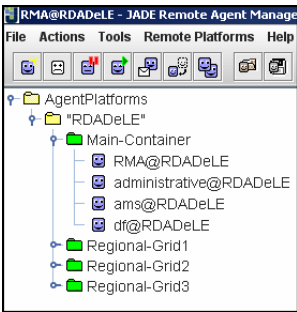 RMA@RDADeLE - JADE Remote Agent Manage
File Actions Tools Remote Platforms Help
AgentPlatforms
"RDADeLE"
Main-Container
RMA@RDADeLE
administrative@RDADeLE
ams@RDADeLE
df@RDADeLE
Regional-Grid1
Regional-Grid2
Regional-Grid3